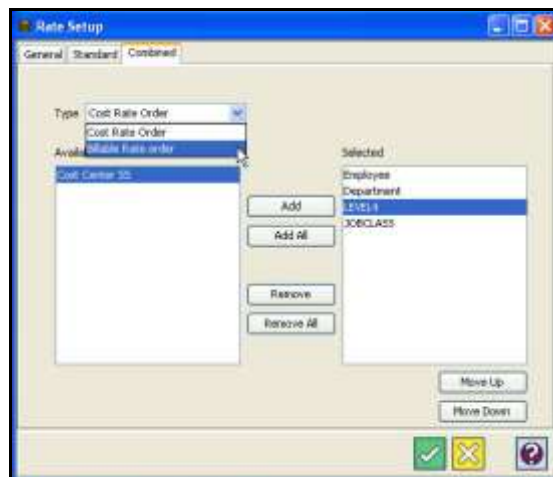 Rate Setup
General Standard Combined
Type Cost Rate Order
Cost Rate Order
Billable Rate order
Selected
Cost Center 55
Employee
Department
LEVEL4
JOBCLASS
Add
Add All
Remove
Remove All
Move Up
Move Down